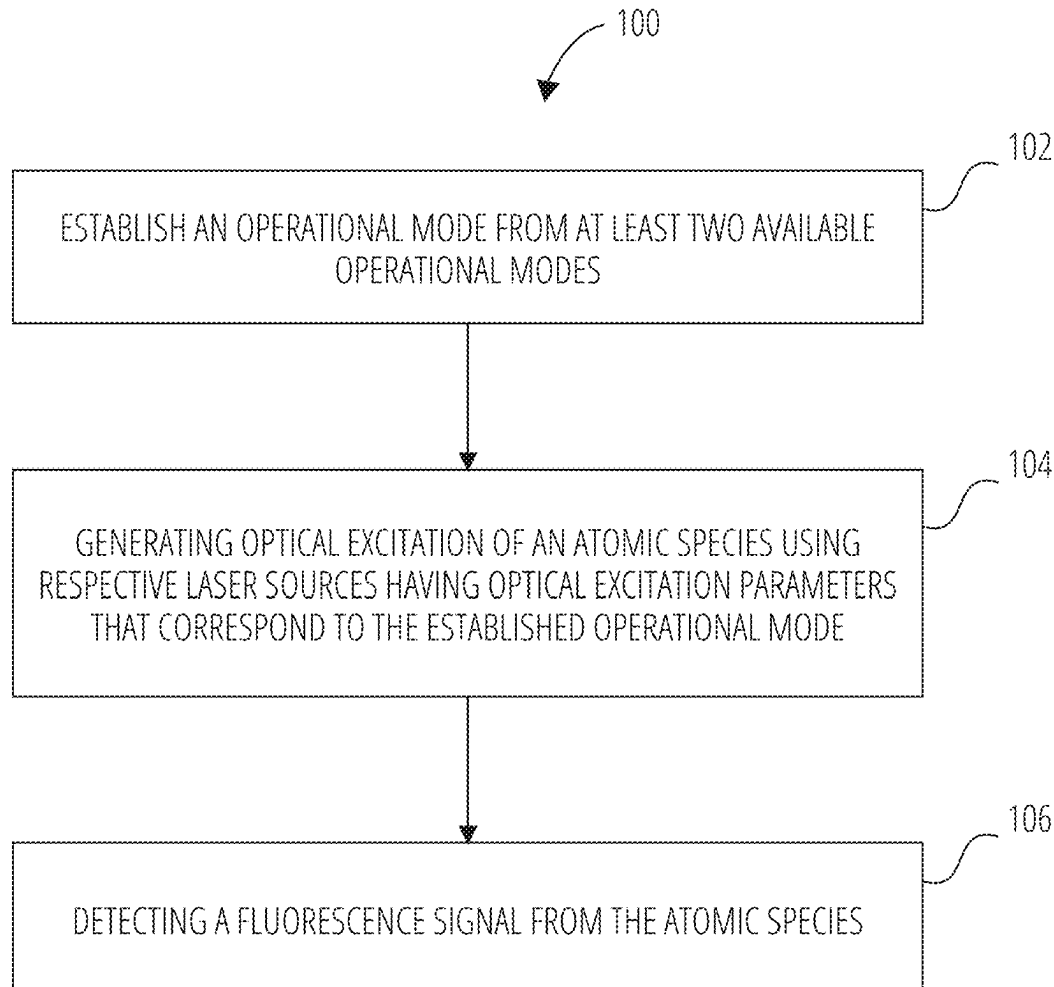 100
102
ESTABLISH AN OPERATIONAL MODE FROM AT LEAST TWO AVAILABLE
OPERATIONAL MODES
104
GENERATING OPTICAL EXCITATION OF AN ATOMIC SPECIES USING
RESPECTIVE LASER SOURCES HAVING OPTICAL EXCITATION PARAMETERS
THAT CORRESPOND TO THE ESTABLISHED OPERATIONAL MODE
106
DETECTING A FLUORESCENCE SIGNAL FROM THE ATOMIC SPECIES